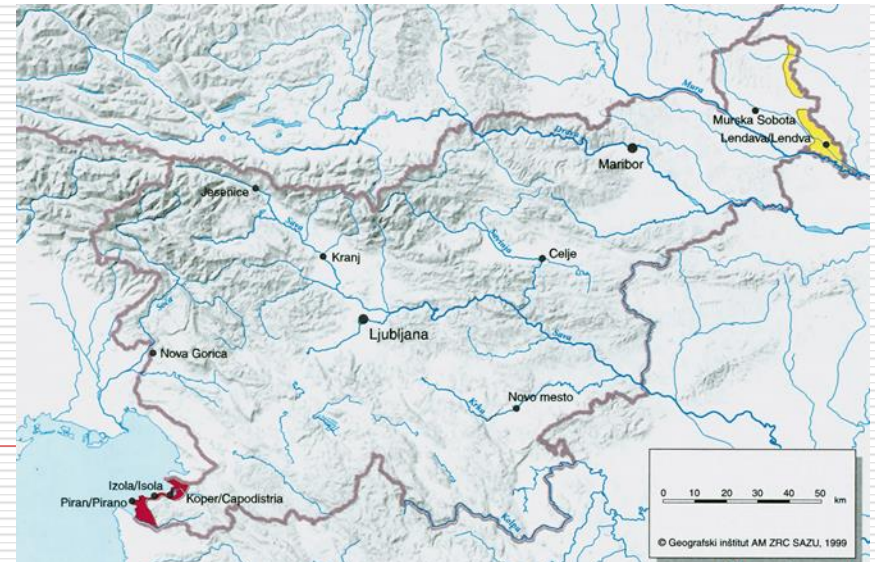 Mura
Murska Sobota
Lendava/Lendva
Drava
Maribor
Jesenice
Sava
Savinja
Kranj
Celje
Soča
Ljubljana
Sava
Nova Gorica
Krka
Novo mesto
Izola/Isola
Piran/Pirano
Koper/Capodistria
Kolpa
0 10 20 30 40 50 km
© Geografski inštitut AM ZRC SAZU, 1999